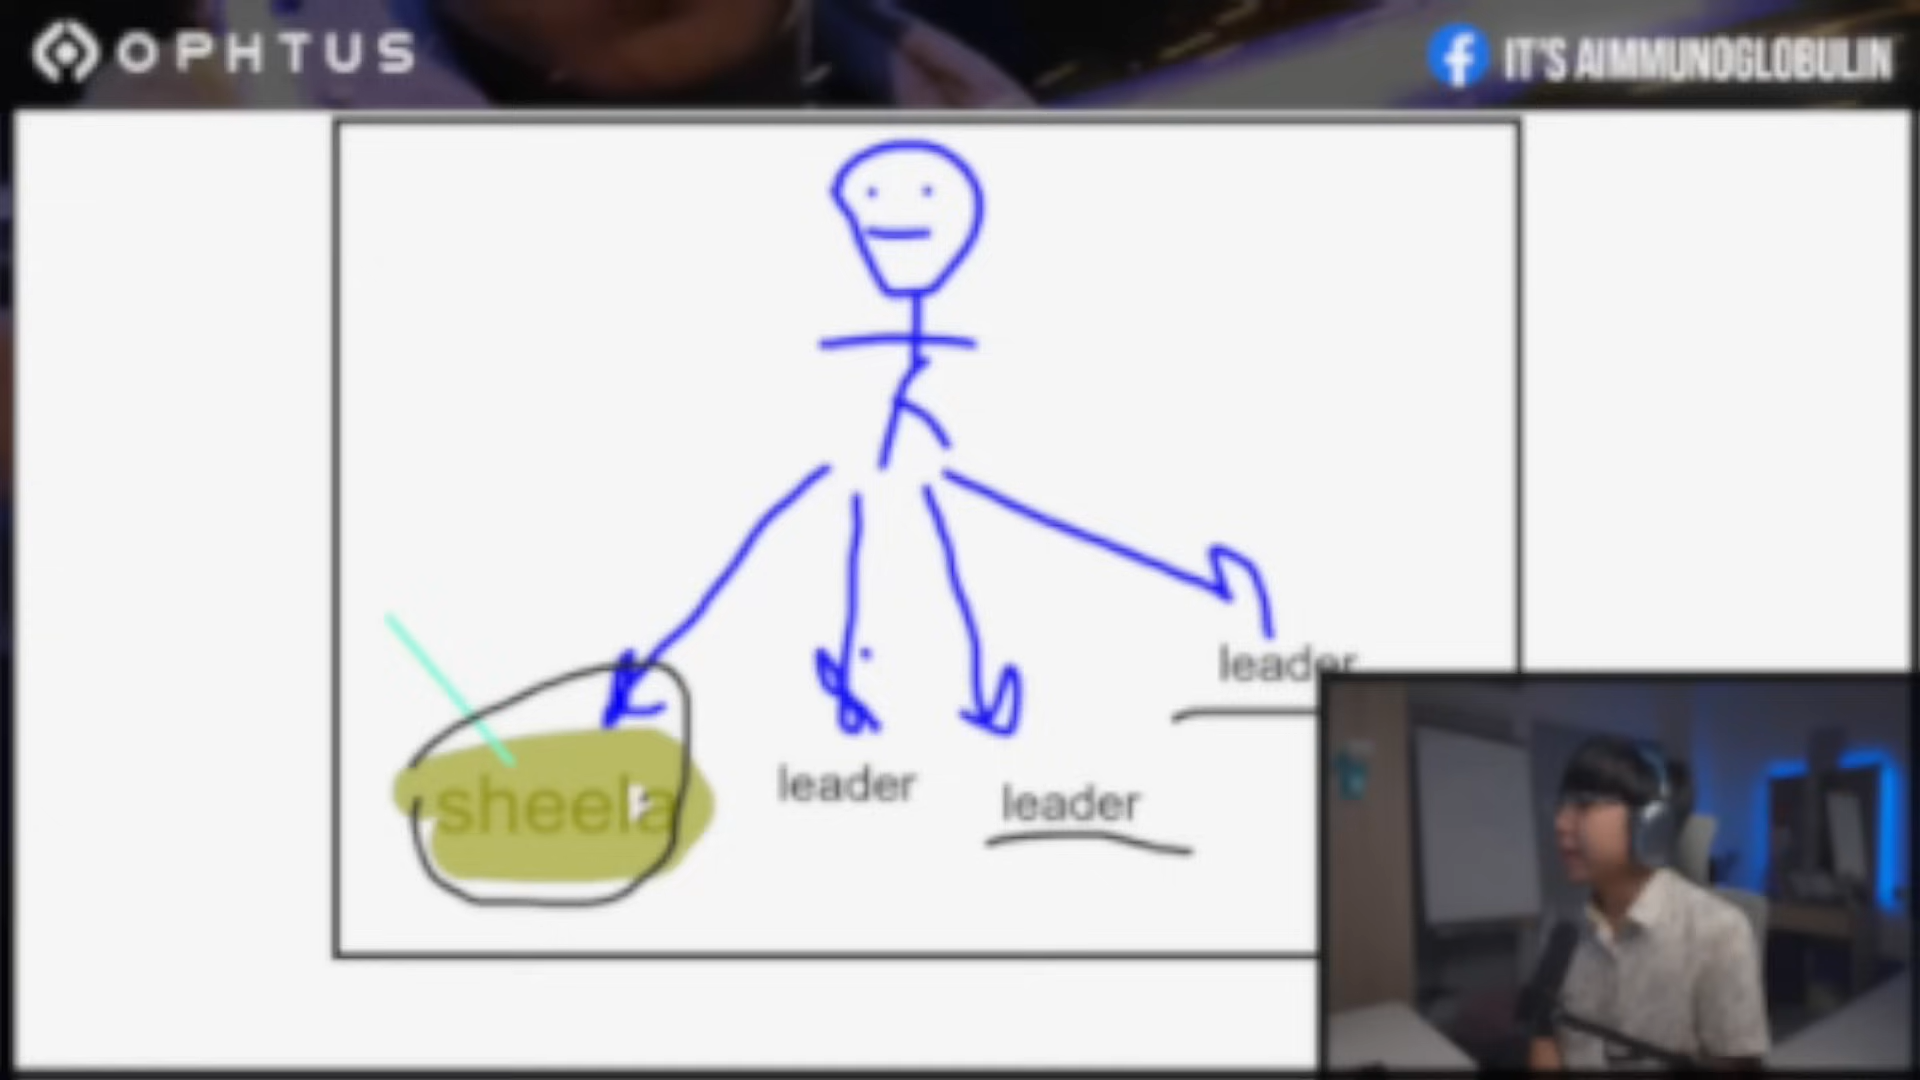 OPHTUS
IT'S AIMMUNOGLOBULIN
leader
sheela
leader
leader